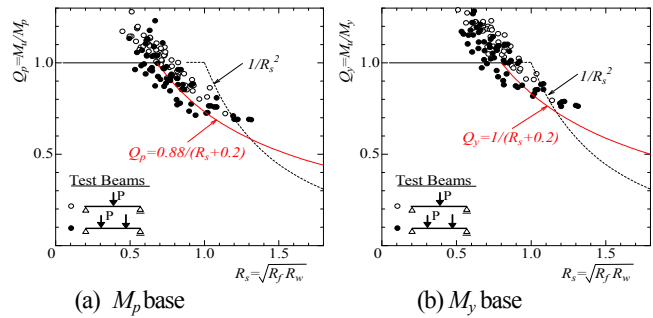 Q_p=M_u/M_p
1.0
0.5
1/R_s^2
Q_p=0.88/(R_s+0.2)
Test Beams
P
P
0.5
1.0
1.5
R_s=√R_f R_w
(a) M_p base
Q_y=M_u/M_y
1.0
0.5
1/R_s^2
Q_y=1/(R_s+0.2)
Test Beams
P
P
0
0.5
1.0
1.5
R_s=√R_f R_w
(b) M_y base